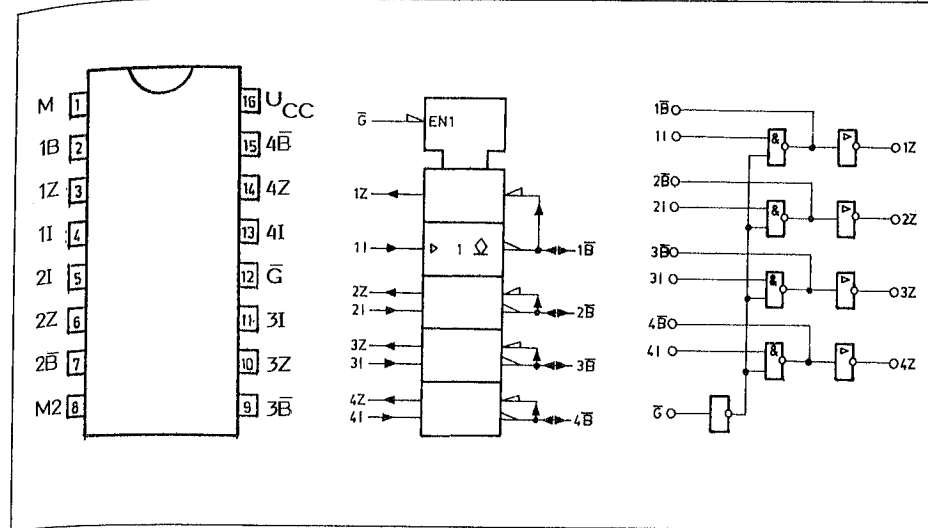 M 1 16 U_CC
1B 2 15 4B̅
1Z 3 14 4Z
1I 4 13 4I
2I 5 12 G̅
2Z 6 11 3I
2B̅ 7 10 3Z
M2 8 9 3B̅
G̅ EN1
1Z
1I ▷ 1 ◇ 1B̅
2Z
2I 2B̅
3Z
3I 3B̅
4Z
4I 4B̅
1B̅
1I & ▷ 1Z
2B̅
2I & ▷ 2Z
3B̅
3I & ▷ 3Z
4B̅
4I & ▷ 4Z
G̅